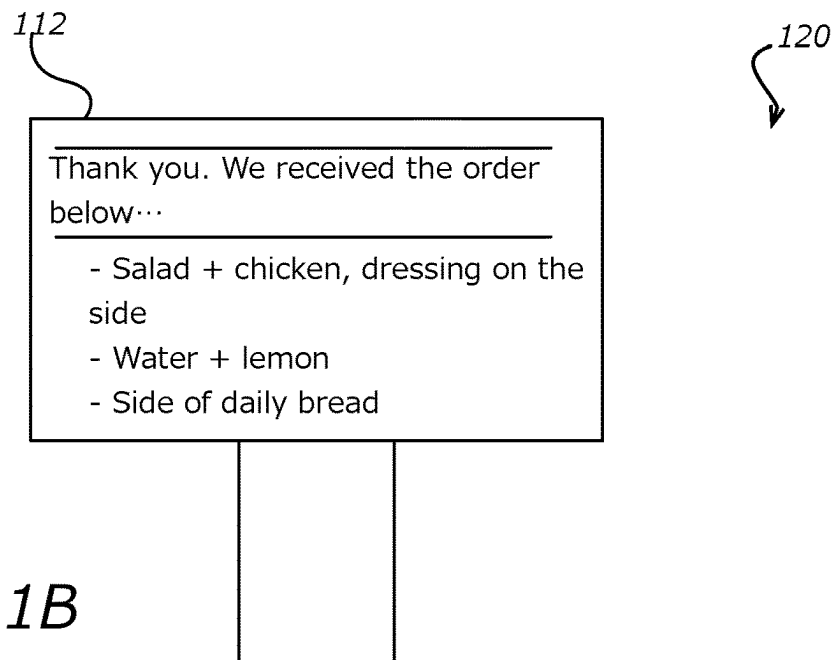 112
120
Thank you. We received the order
below···
- Salad + chicken, dressing on the
side
- Water + lemon
- Side of daily bread
1B